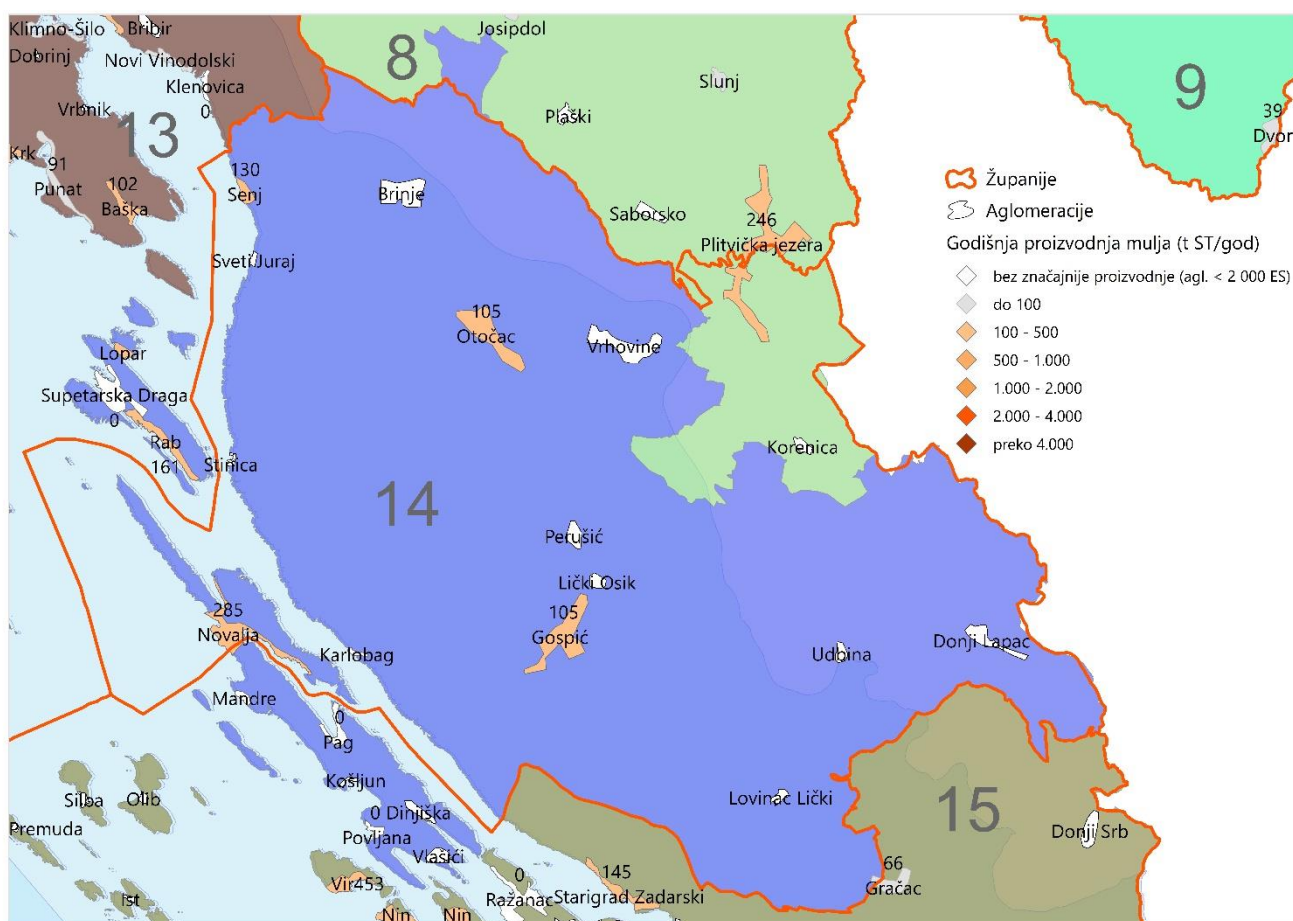 Klimno-Šilo
Bribir
Josipdol
8
Dobrinj
Novi Vinodolski
Slunj
9
Klenovica
0
Vrbnik
13
Plaški
39
Dvor
Krk
91
Punat
102
Baška
130
Senj
Brinje
Saborsko
246
Plitvička jezera
Županije
Aglomeracije
Godišnja proizvodnja mulja (t ST/god)
bez značajnije proizvodnje (agl. < 2 000 ES)
do 100
100 - 500
500 - 1.000
1.000 - 2.000
2.000 - 4.000
preko 4.000
Sveti Juraj
105
Otočac
Vrhovine
Lopar
Supetarska Draga
0
Rab
161
Stinica
Korenica
14
Perušić
Lički Osik
285
Novalja
105
Gospić
Karlobag
Udbina
Donji Lapac
Mandre
0
Pag
Košljun
Silba
Olib
Lovinac Lički
15
0 Dinjiška
Povljana
Premuda
Donji Srb
Vlašići
66
Gračac
Vir453
0
Ražanac
145
Starigrad Zadarski
Ist
Nin
Nin